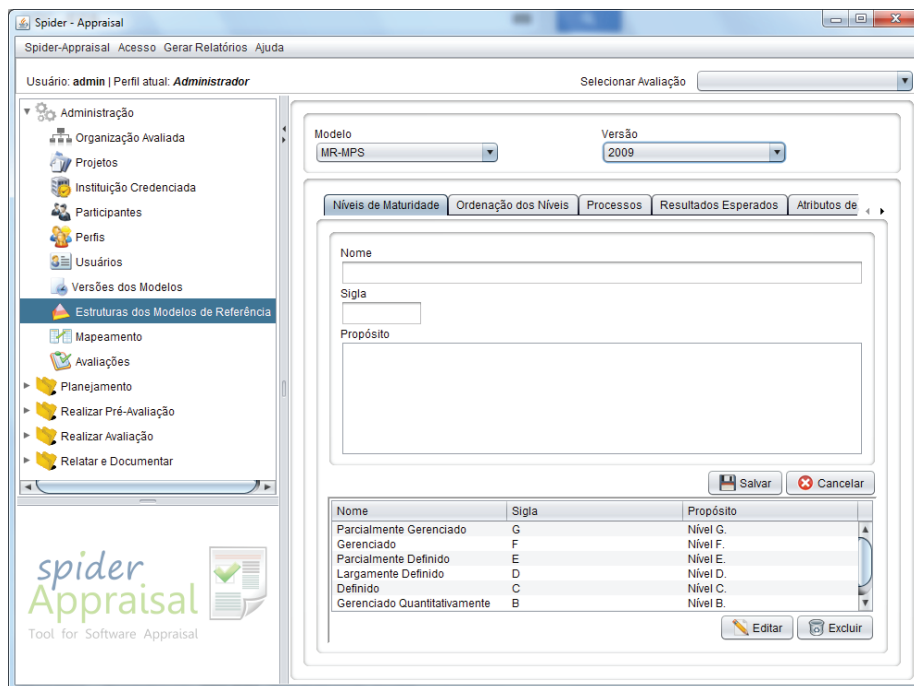 Spider - Appraisal
Spider-Appraisal Acesso Gerar Relatórios Ajuda
Usuário: admin | Perfil atual: Administrador
Selecionar Avaliação
Administração
Organização Avaliada
Projetos
Instituição Credenciada
Participantes
Perfis
Usuários
Versões dos Modelos
Estruturas dos Modelos de Referência
Mapeamento
Avaliações
Planejamento
Realizar Pré-Avaliação
Realizar Avaliação
Relatar e Documentar
spider
Appraisal
Tool for Software Appraisal
Modelo Versão
MR-MPS 2009
Níveis de Maturidade Ordenação dos Níveis Processos Resultados Esperados Atributos de
Nome
Sigla
Propósito
Salvar Cancelar
Nome Sigla Propósito
Parcialmente Gerenciado G Nível G.
Gerenciado F Nível F.
Parcialmente Definido E Nível E.
Largamente Definido D Nível D.
Definido C Nível C.
Gerenciado Quantitativamente B Nível B.
Editar Excluir